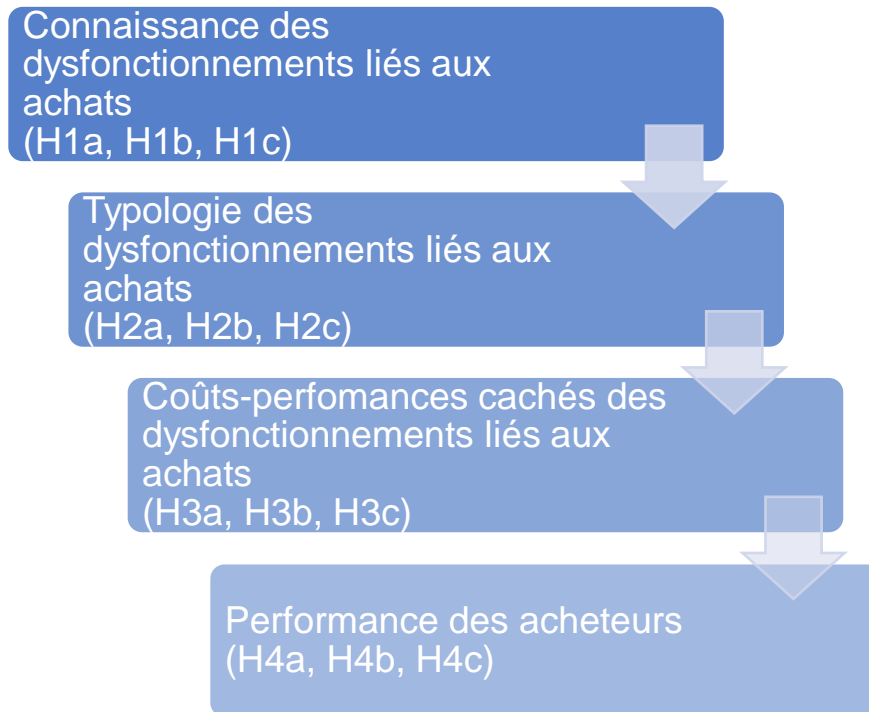 Connaissance des
dysfonctionnements liés aux
achats
(H1a, H1b, H1c)
Typologie des
dysfonctionnements liés aux
achats
(H2a, H2b, H2c)
Coûts-perfomances cachés des
dysfonctionnements liés aux
achats
(H3a, H3b, H3c)
Performance des acheteurs
(H4a, H4b, H4c)